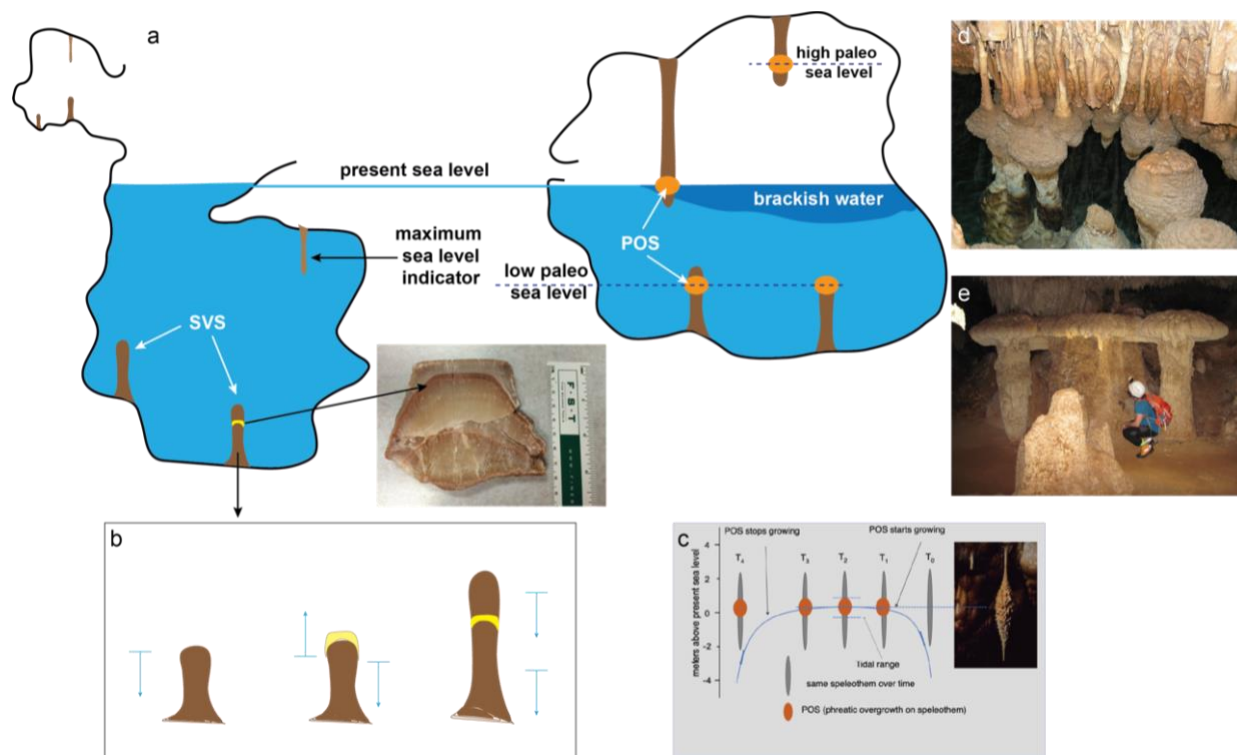 a
high paleo
sea level
present sea level
brackish water
maximum
sea level
indicator
POS
low paleo
sea level
SVS
F·S·T
d
e
b
c
POS stops growing
POS starts growing
meters above present sea level
4
2
0
-2
-4
T4
T3
T2
T1
T0
Tidal range
same speleothem over time
POS (phreatic overgrowth on speleothem)